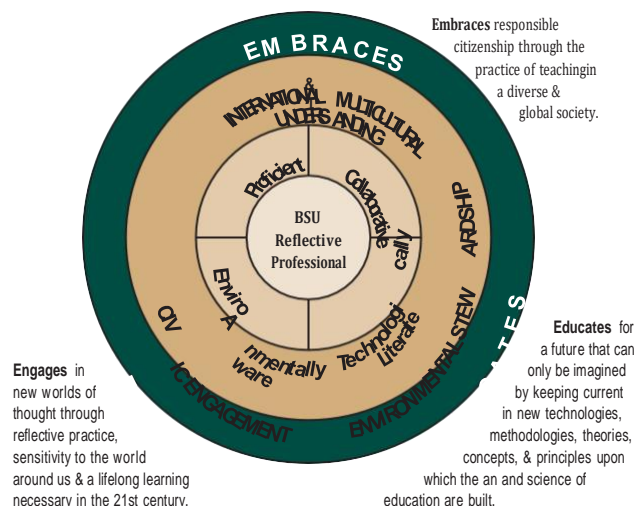 EMBRACES
Embraces responsible
citizenship through the
practice of teachingin
a diverse &
global society.
INTERNATIONAL & MULTICULTURAL
UNDERSTANDING
Proficient
Collaborative
BSU
Reflective
Professional
Enviro
nmentally
A
ware
Technologi
cally
Literate
CIV
IC ENGAGEMENT
ENVIRONMENTAL STEW
ARDSHIP
TES
Engages in
new worlds of
thought through
reflective practice,
sensitivity to the world
around us & a lifelong learning
necessary in the 21st century.
Educates for
a future that can
only be imagined
by keeping current
in new technologies,
methodologies, theories,
concepts, & principles upon
which the an and science of
education are built.